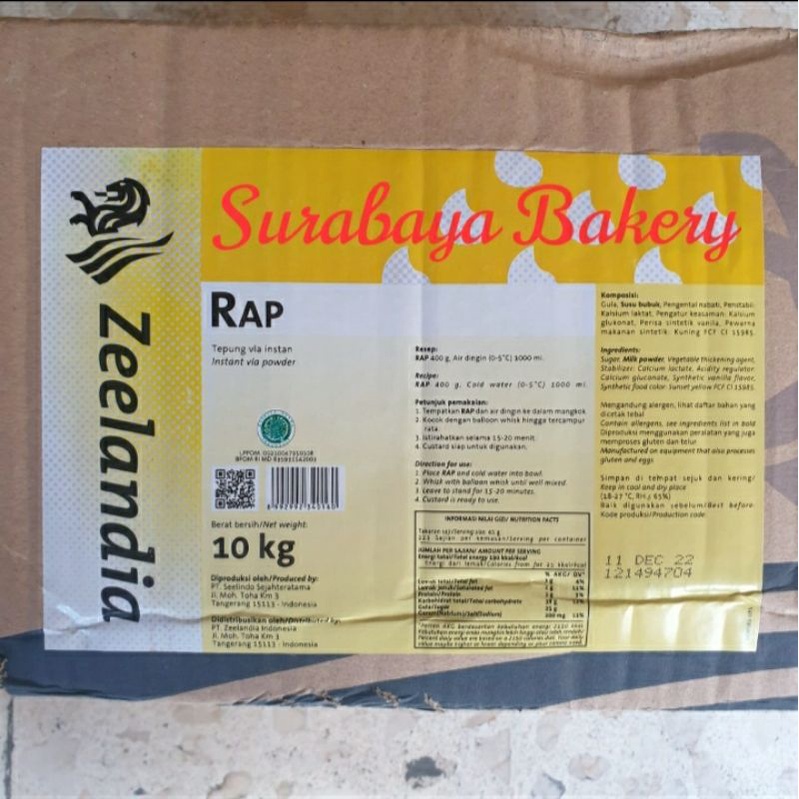 Surabaya Bakery
Zeelandia
RAP
Tepung vla instan
Instant vla powder
Berat bersih/Net weight:
10 kg
Diproduksi oleh/Produced by:
PT. Seelindo Sejahteratama
Jl. Moh. Toha Km 3
Tangerang 15113 - Indonesia
Didistribusikan oleh/Distributed by:
PT. Zeelandia Indonesia
Jl. Moh. Toha Km 3
Tangerang 15113 - Indonesia
Resep:
RAP 400 g, Air dingin (0-5°C) 1000 ml.
Recipe:
RAP 400 g, Cold water (0-5°C) 1000 ml.
Petunjuk pemakaian:
1. Tempatkan RAP dan air dingin ke dalam mangkok
2. Kocok dengan balloon whisk hingga tercampur
rata
3. Istirahatkan selama 15-20 menit.
4. Custard siap untuk digunakan.
Direction for use:
1. Place RAP and cold water into bowl.
2. Whisk with balloon whisk until well mixed
3. Leave to stand for 15-20 minutes.
4. Custard is ready to use.
INFORMASI NILAI GIZI/ NUTRITION FACTS
JUMLAH PER SAJIAN/ AMOUNT PER SERVING
% AKG/ DV*
Komposisi:
Gula, Susu bubuk, Pengental nabati, Penstabil:
Kalsium laktat, Pengatur keasaman: Kalsium
glukonat, Perisa sintetik vanila, Pewarna
makanan sintetik: Kuning FCF CI 15985.
Ingredients:
Sugar, Milk powder, Vegetable thickening agent,
Stabilizer: Calcium lactate, Acidity regulator:
Calcium gluconate, Synthetic vanilla flavor,
Synthetic food color: Sunset yellow FCF CI 15985.
Mengandung alergen, lihat daftar bahan yang
dicetak tebal
Contain allergens, see ingredients list in bold
Diproduksi menggunakan peralatan yang juga
memproses gluten dan telur
Manufactured on equipment that also processes
gluten and eggs
Simpan di tempat sejuk dan kering/
Keep in cool and dry place
Baik digunakan sebelum/Best before:
Kode produksi/Production code:
11 DEC 22
121494704